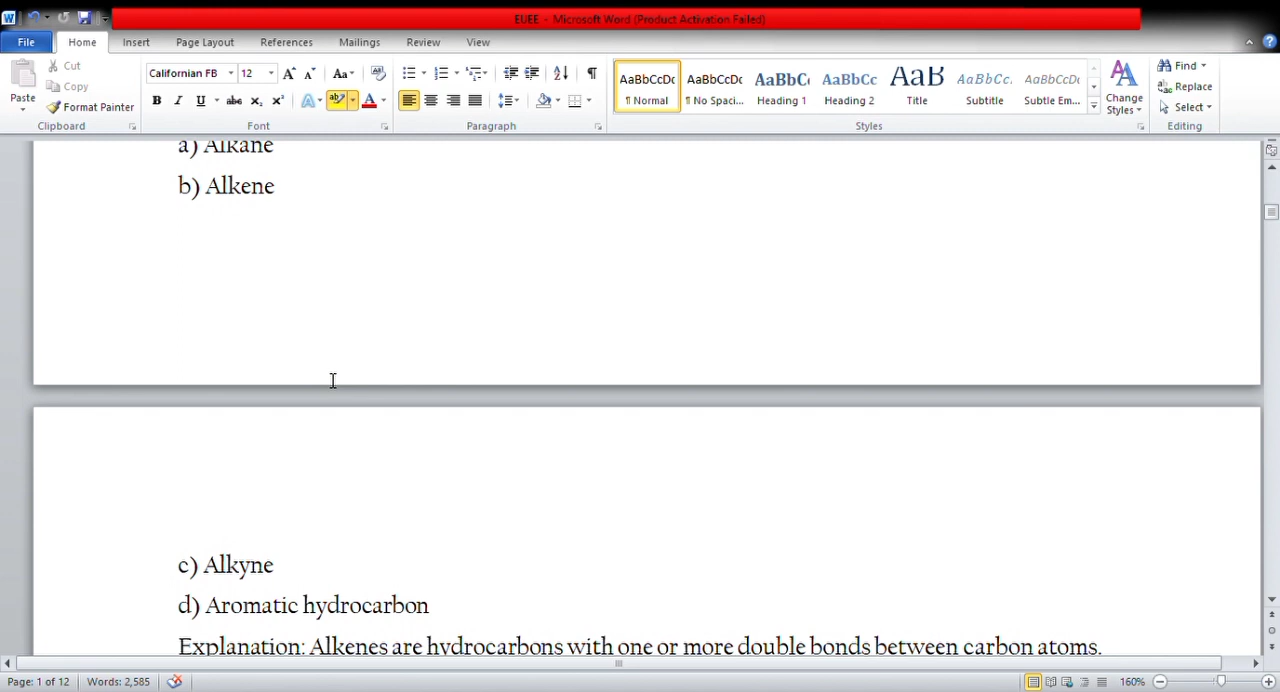 EUEE - Microsoft Word (Product Activation Failed)
File Home Insert Page Layout References Mailings Review View
Paste
Cut
Copy
Format Painter
Clipboard
Californian FB 12
Font
Paragraph
AaBbCcDc AaBbCcDc AaBbC AaBbCc AaB AaBbCc. AaBbCcDc
¶ Normal ¶ No Spaci... Heading 1 Heading 2 Title Subtitle Subtle Em...
Styles
Change Styles
Find
Replace
Select
Editing
a) Alkane
b) Alkene
c) Alkyne
d) Aromatic hydrocarbon
Explanation: Alkenes are hydrocarbons with one or more double bonds between carbon atoms.
Page: 1 of 12 Words: 2,585 160%